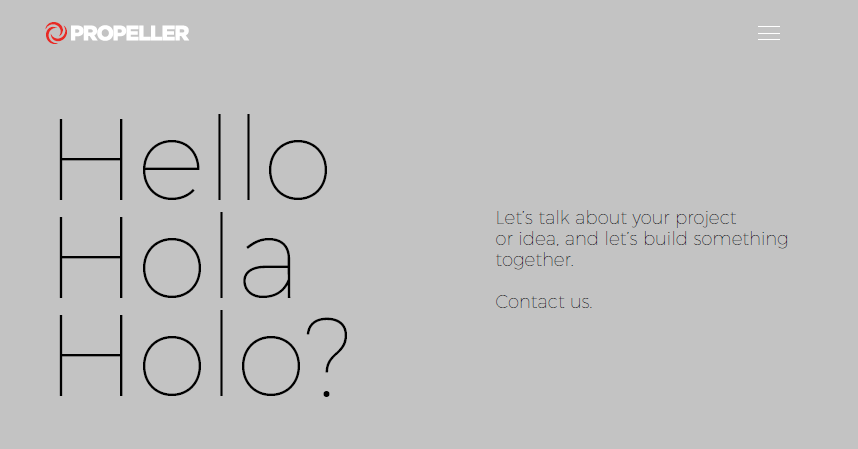 PROPELLER
Hello
Hola
Holo?
Let's talk about your project
or idea, and let's build something
together.
Contact us.